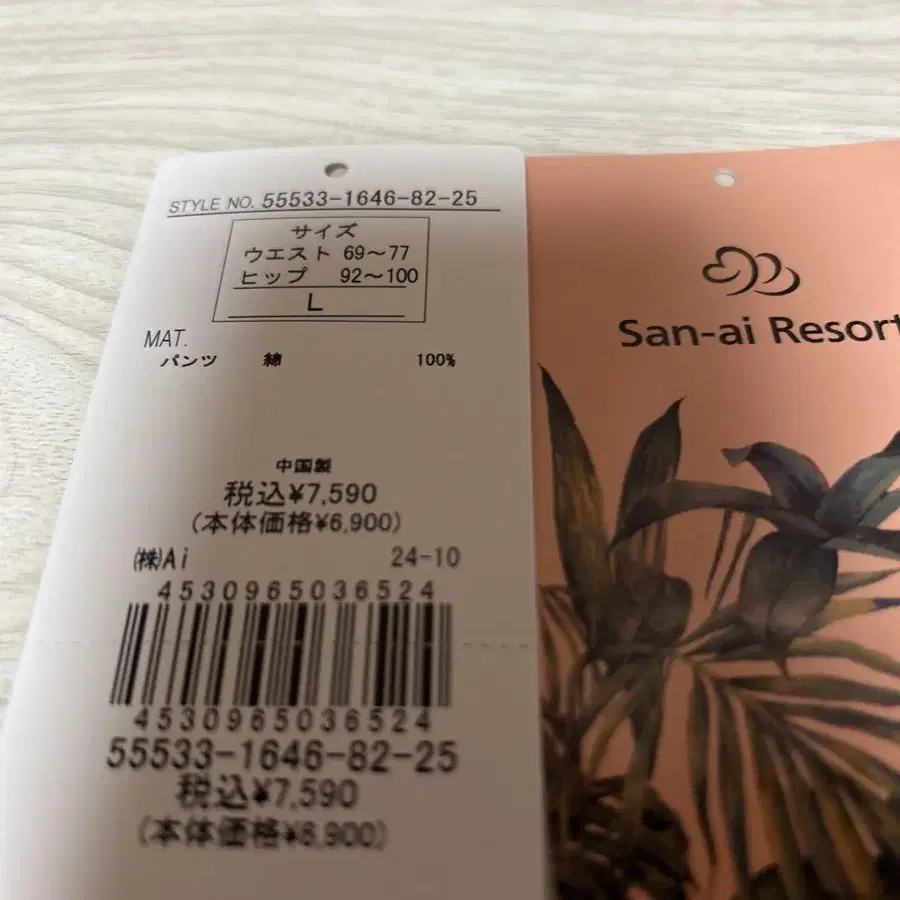 STYLE NO. 55533-1646-82-25
サイズ
ウエスト 69〜77
ヒップ 92〜100
L
MAT.
パンツ 綿 100%
中国製
税込¥7,590
(本体価格¥6,900)
㈱Ai 24-10
4530965036524
4530965036524
55533-1646-82-25
税込¥7,590
(本体価格¥6,900)
San-ai Resort